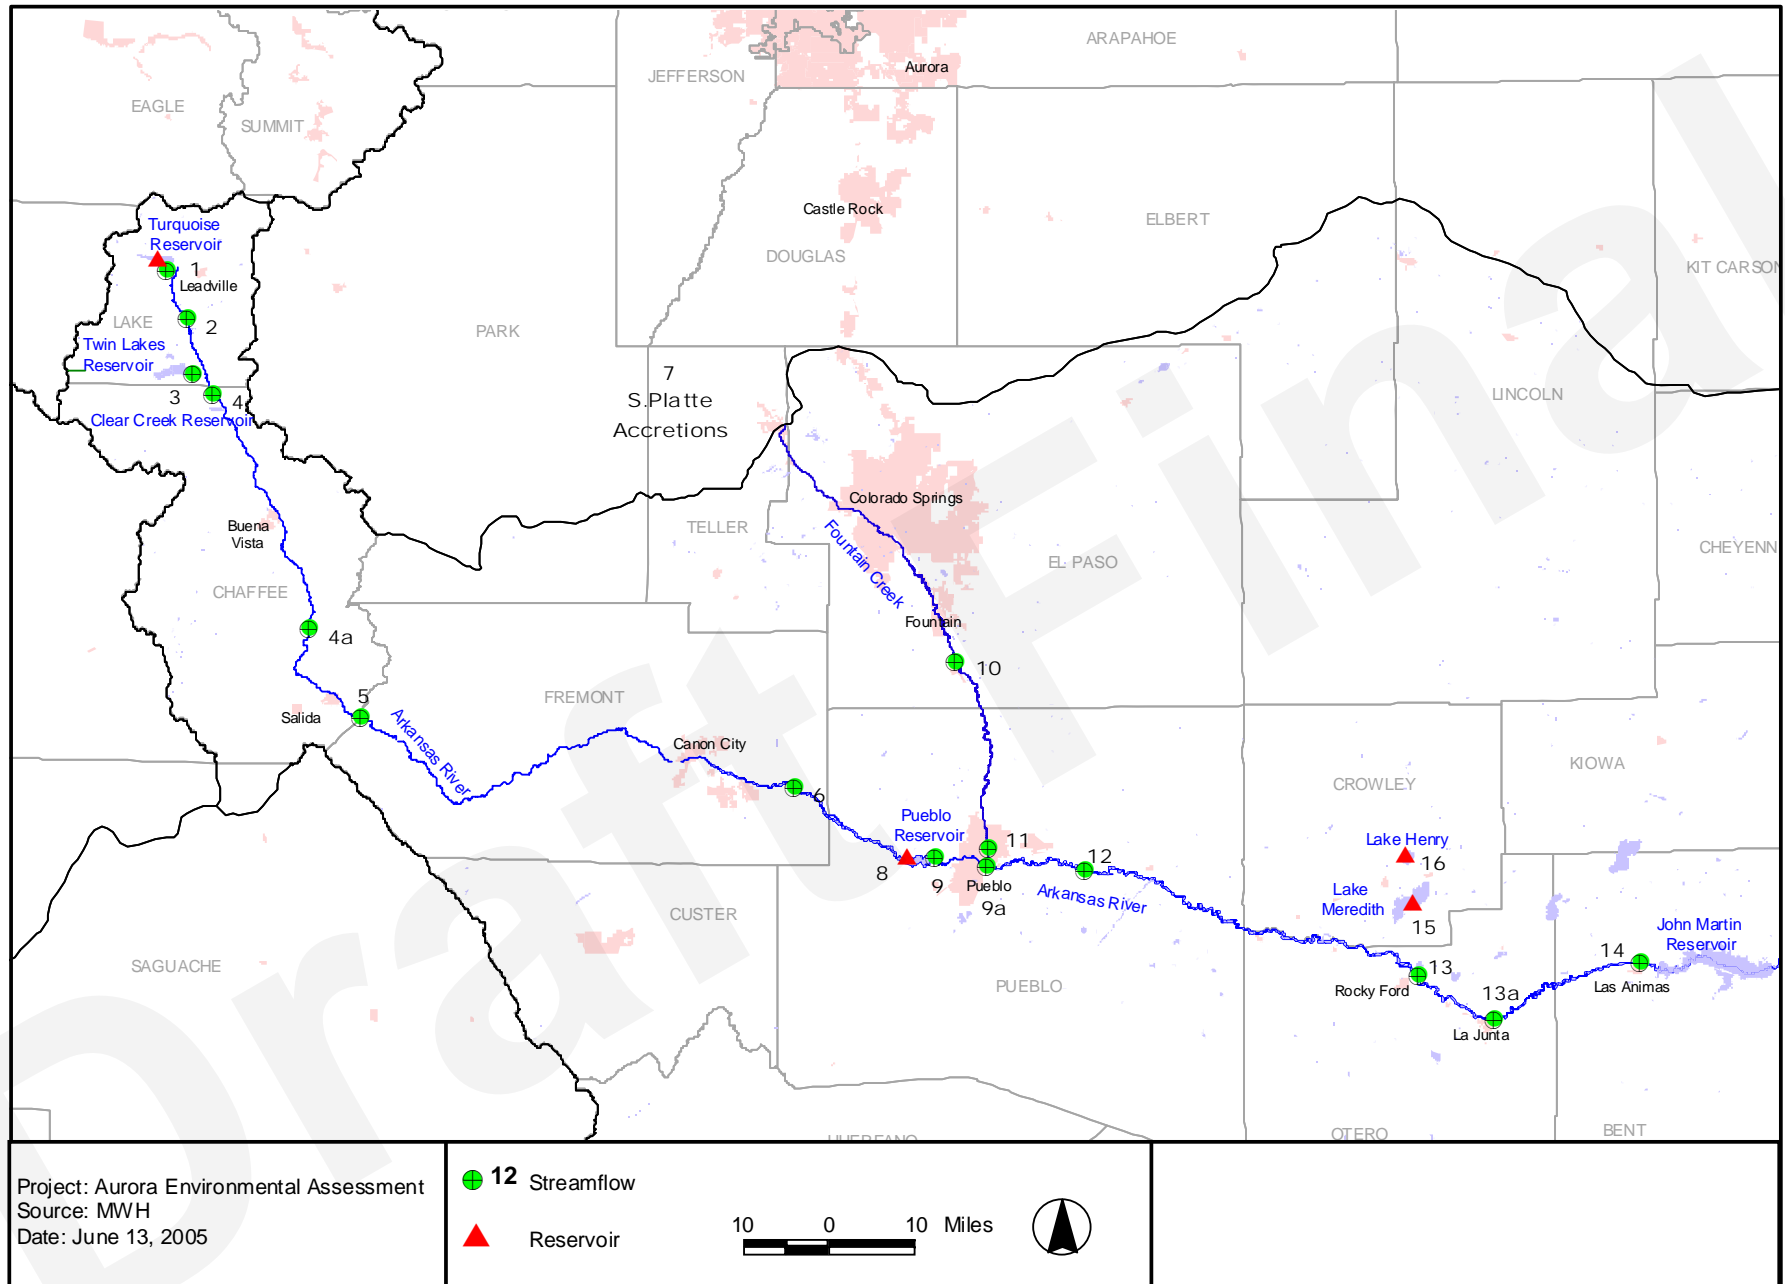 ARAPAHOE
JEFFERSON
Aurora
EAGLE
SUMMIT
Castle Rock
ELBERT
Turquoise
Reservoir
DOUGLAS
KIT CARSON
1
Leadville
LAKE
2
PARK
Twin Lakes
Reservoir
3
4
Clear Creek Reservoir
7
S.Platte
Accretions
LINCOLN
Colorado Springs
Buena
Vista
TELLER
Fountain Creek
EL PASO
CHEYENN
CHAFFEE
Fountain
4a
10
5
Salida
FREMONT
Arkansas River
Canon City
6
KIOWA
CROWLEY
Pueblo
Reservoir
11
8
9
Pueblo
9a
12
Arkansas River
Lake Henry
16
Lake
Meredith
15
CUSTER
John Martin
Reservoir
SAGUACHE
PUEBLO
13
Rocky Ford
14
Las Animas
13a
La Junta
HUERFANO
OTERO
BENT
Draft Final
Project: Aurora Environmental Assessment
Source: MWH
Date: June 13, 2005
12 Streamflow
Reservoir
10 0 10 Miles